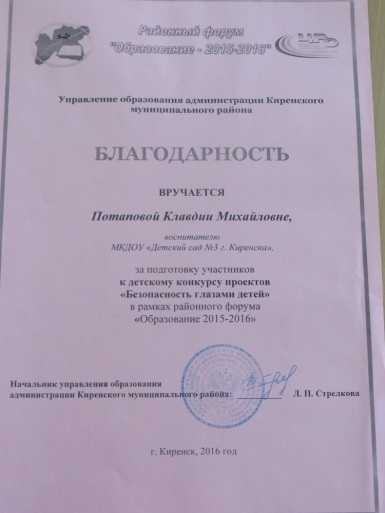 Районный форум
"Образование - 2015-2016"
ЦРО
Управление образования администрации Киренского
муниципального района
БЛАГОДАРНОСТЬ
ВРУЧАЕТСЯ
Потаповой Клавдии Михайловне,
воспитателю
МКДОУ «Детский сад №3 г. Киренска»,
за подготовку участников
к детскому конкурсу проектов
«Безопасность глазами детей»
в рамках районного форума
«Образование 2015-2016»
Начальник управления образования
администрации Киренского муниципального района: Л. П. Стрелкова
г. Киренск, 2016 год